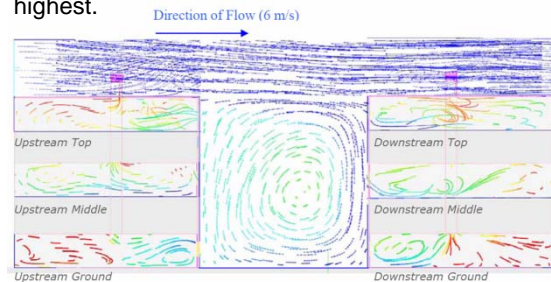 highest.
Direction of Flow (6 m/s)
Upstream Top
Downstream Top
Upstream Middle
Downstream Middle
Upstream Ground
Downstream Ground